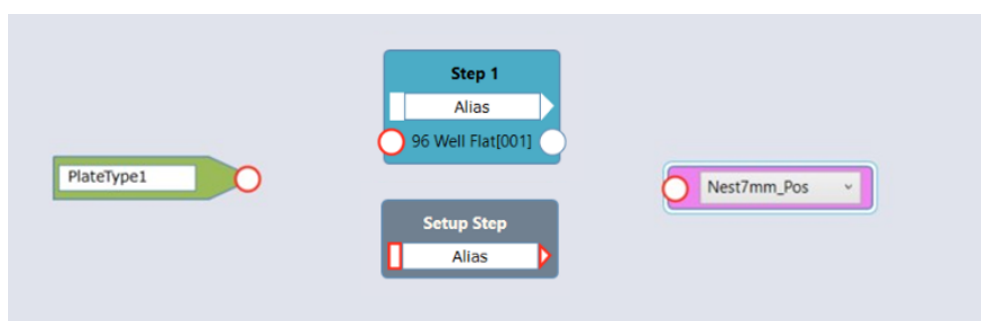 PlateType1
Step 1
Alias
96 Well Flat[001]
Setup Step
Alias
Nest7mm_Pos